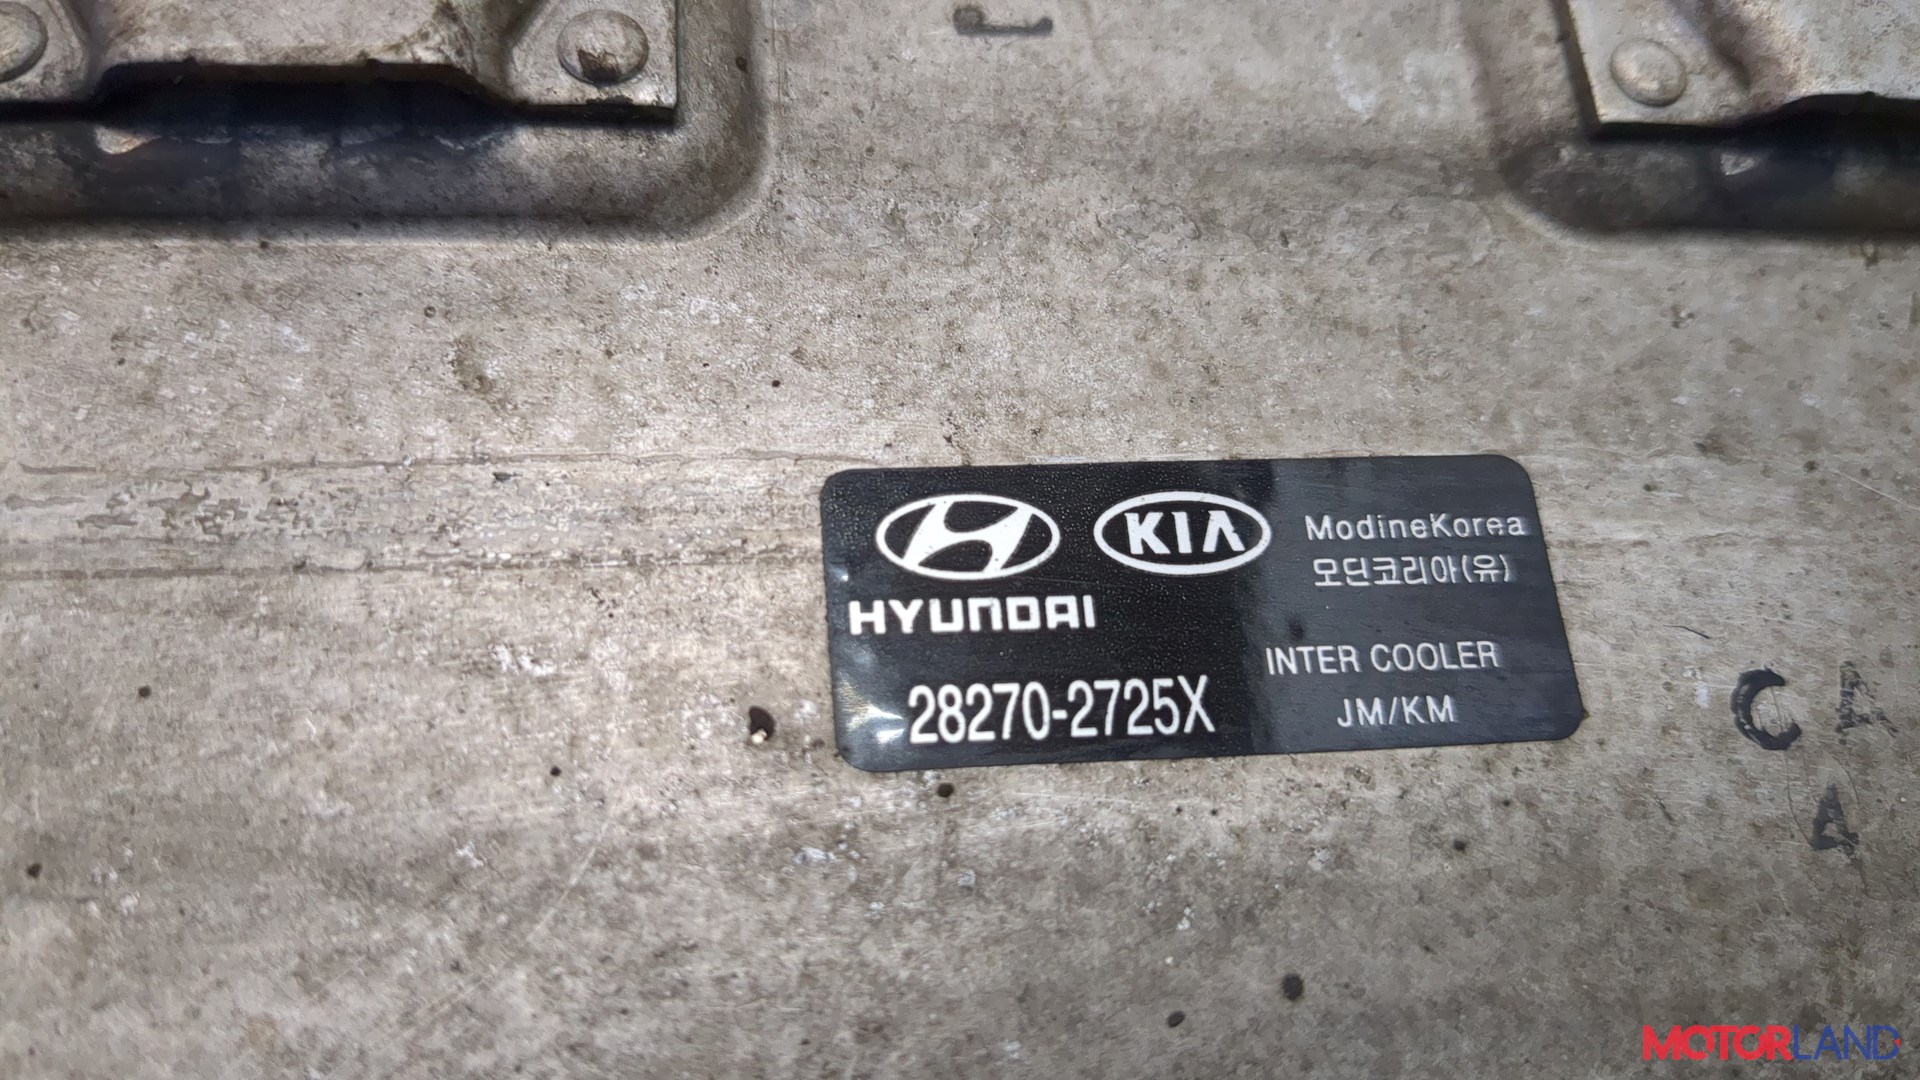 KIA
ModineKorea
모딘코리아(유)
HYUNDAI
INTER COOLER
28270-2725X
JM/KM
C
A
MOTORLAND